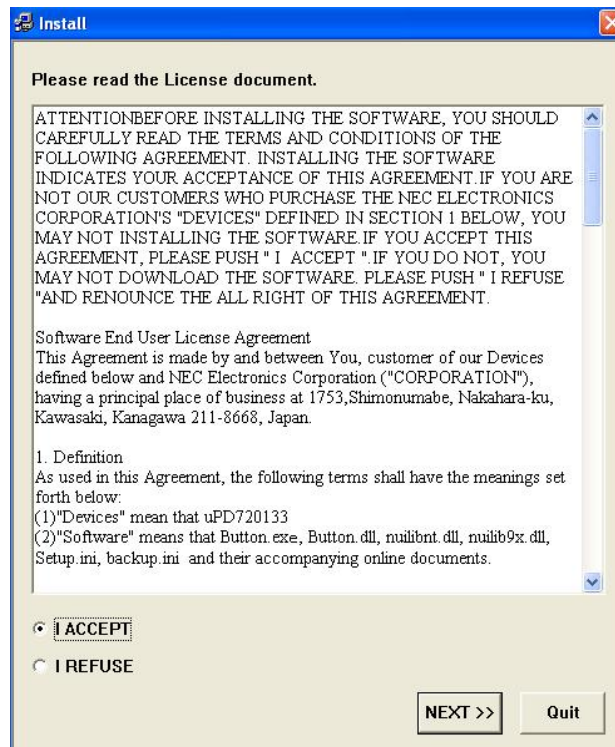 Install
Please read the License document.
ATTENTIONBEFORE INSTALLING THE SOFTWARE, YOU SHOULD
CAREFULLY READ THE TERMS AND CONDITIONS OF THE
FOLLOWING AGREEMENT. INSTALLING THE SOFTWARE
INDICATES YOUR ACCEPTANCE OF THIS AGREEMENT.IF YOU ARE
NOT OUR CUSTOMERS WHO PURCHASE THE NEC ELECTRONICS
CORPORATION'S "DEVICES" DEFINED IN SECTION 1 BELOW, YOU
MAY NOT INSTALLING THE SOFTWARE.IF YOU ACCEPT THIS
AGREEMENT, PLEASE PUSH " I  ACCEPT ".IF YOU DO NOT, YOU
MAY NOT DOWNLOAD THE SOFTWARE. PLEASE PUSH " I REFUSE
"AND RENOUNCE THE ALL RIGHT OF THIS AGREEMENT.
Software End User License Agreement
This Agreement is made by and between You, customer of our Devices
defined below and NEC Electronics Corporation ("CORPORATION"),
having a principal place of business at 1753,Shimonumabe, Nakahara-ku,
Kawasaki, Kanagawa 211-8668, Japan.
1. Definition
As used in this Agreement, the following terms shall have the meanings set
forth below:
(1)"Devices" mean that uPD720133
(2)"Software" means that Button.exe, Button.dll, nuilibnt.dll, nuilib9x.dll,
Setup.ini, backup.ini  and their accompanying online documents.
I ACCEPT
I REFUSE
NEXT >>
Quit